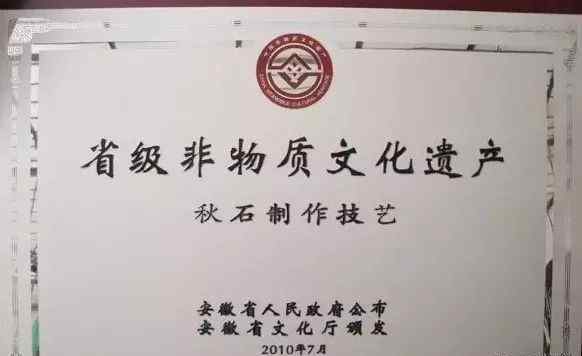 省级非物质文化遗产
秋石制作技艺
安徽省人民政府公布
安徽省文化厅颁发
2010年7月